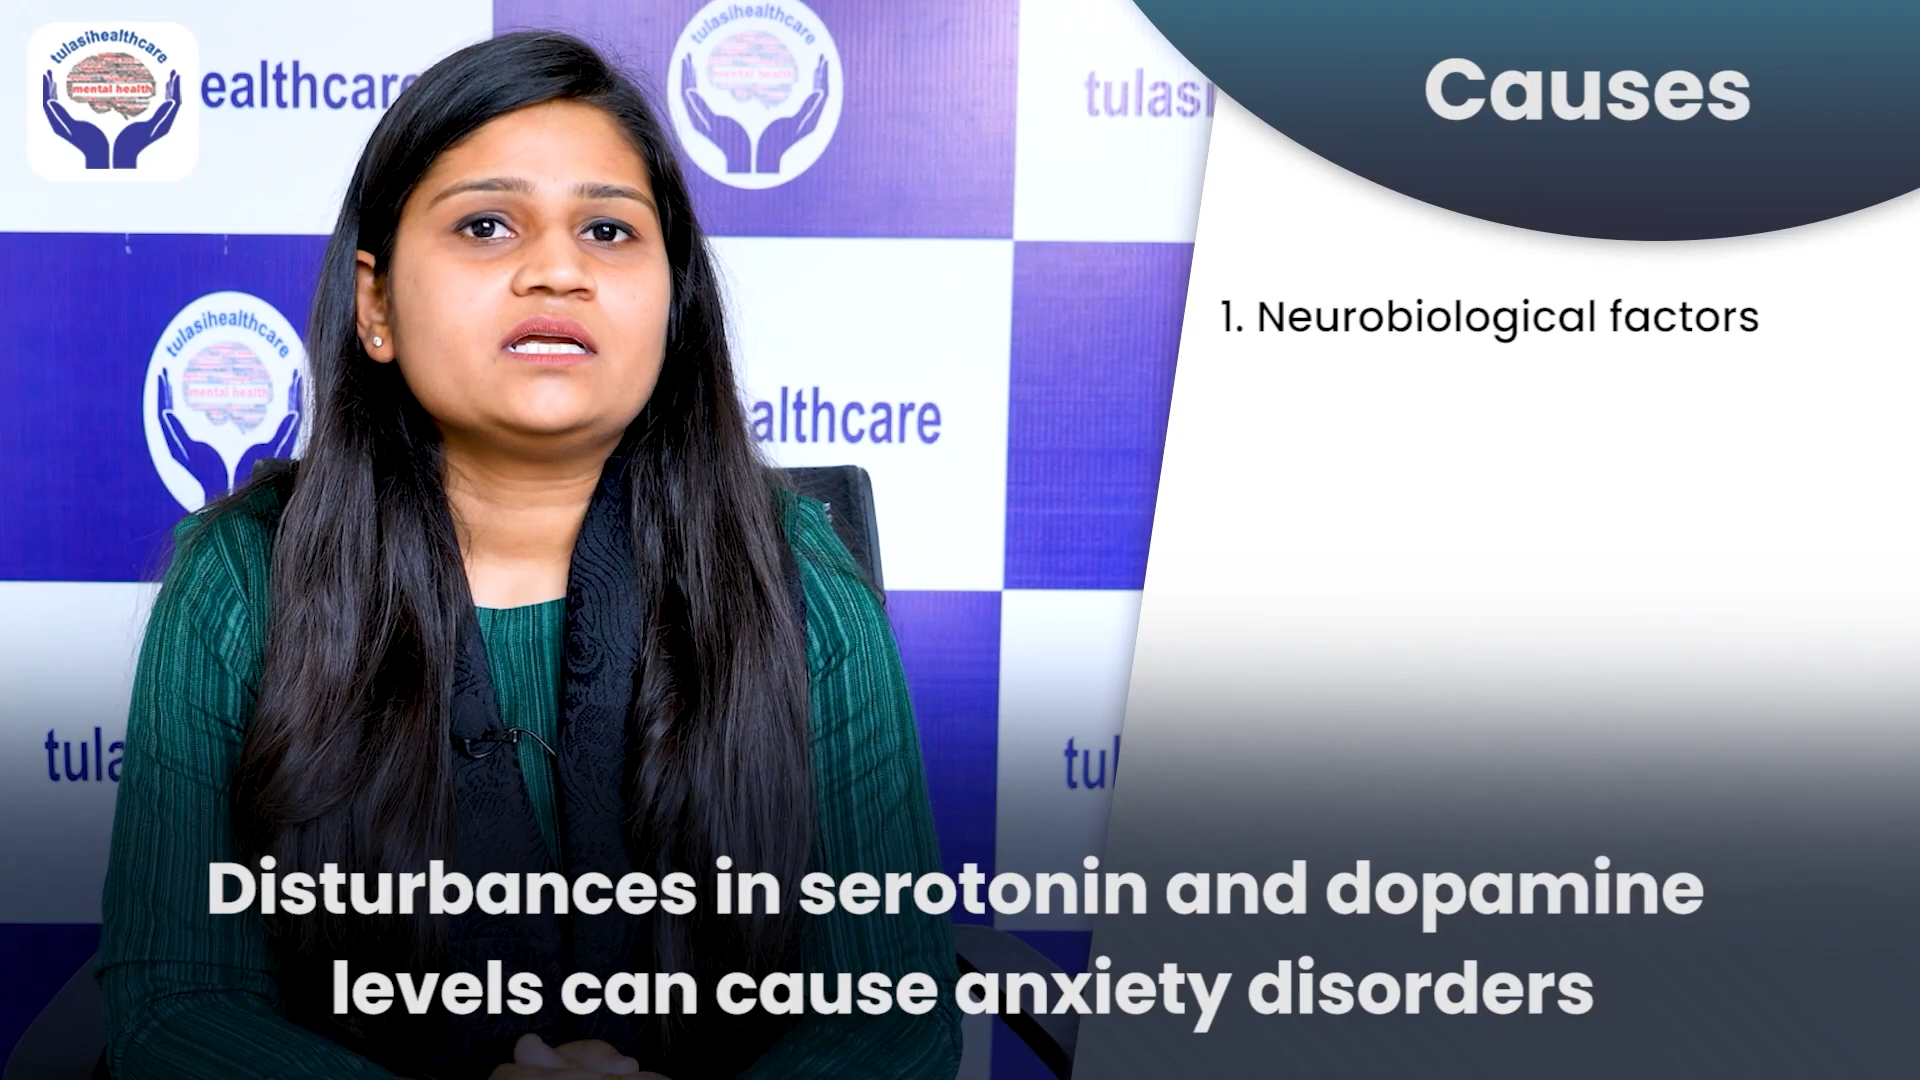 tulasihealthcare
mental health
ealthcare
tulasihealthcare
mental health
tulasi
Causes
1. Neurobiological factors
tulasihealthcare
mental health
althcare
tula
tul
Disturbances in serotonin and dopamine
levels can cause anxiety disorders